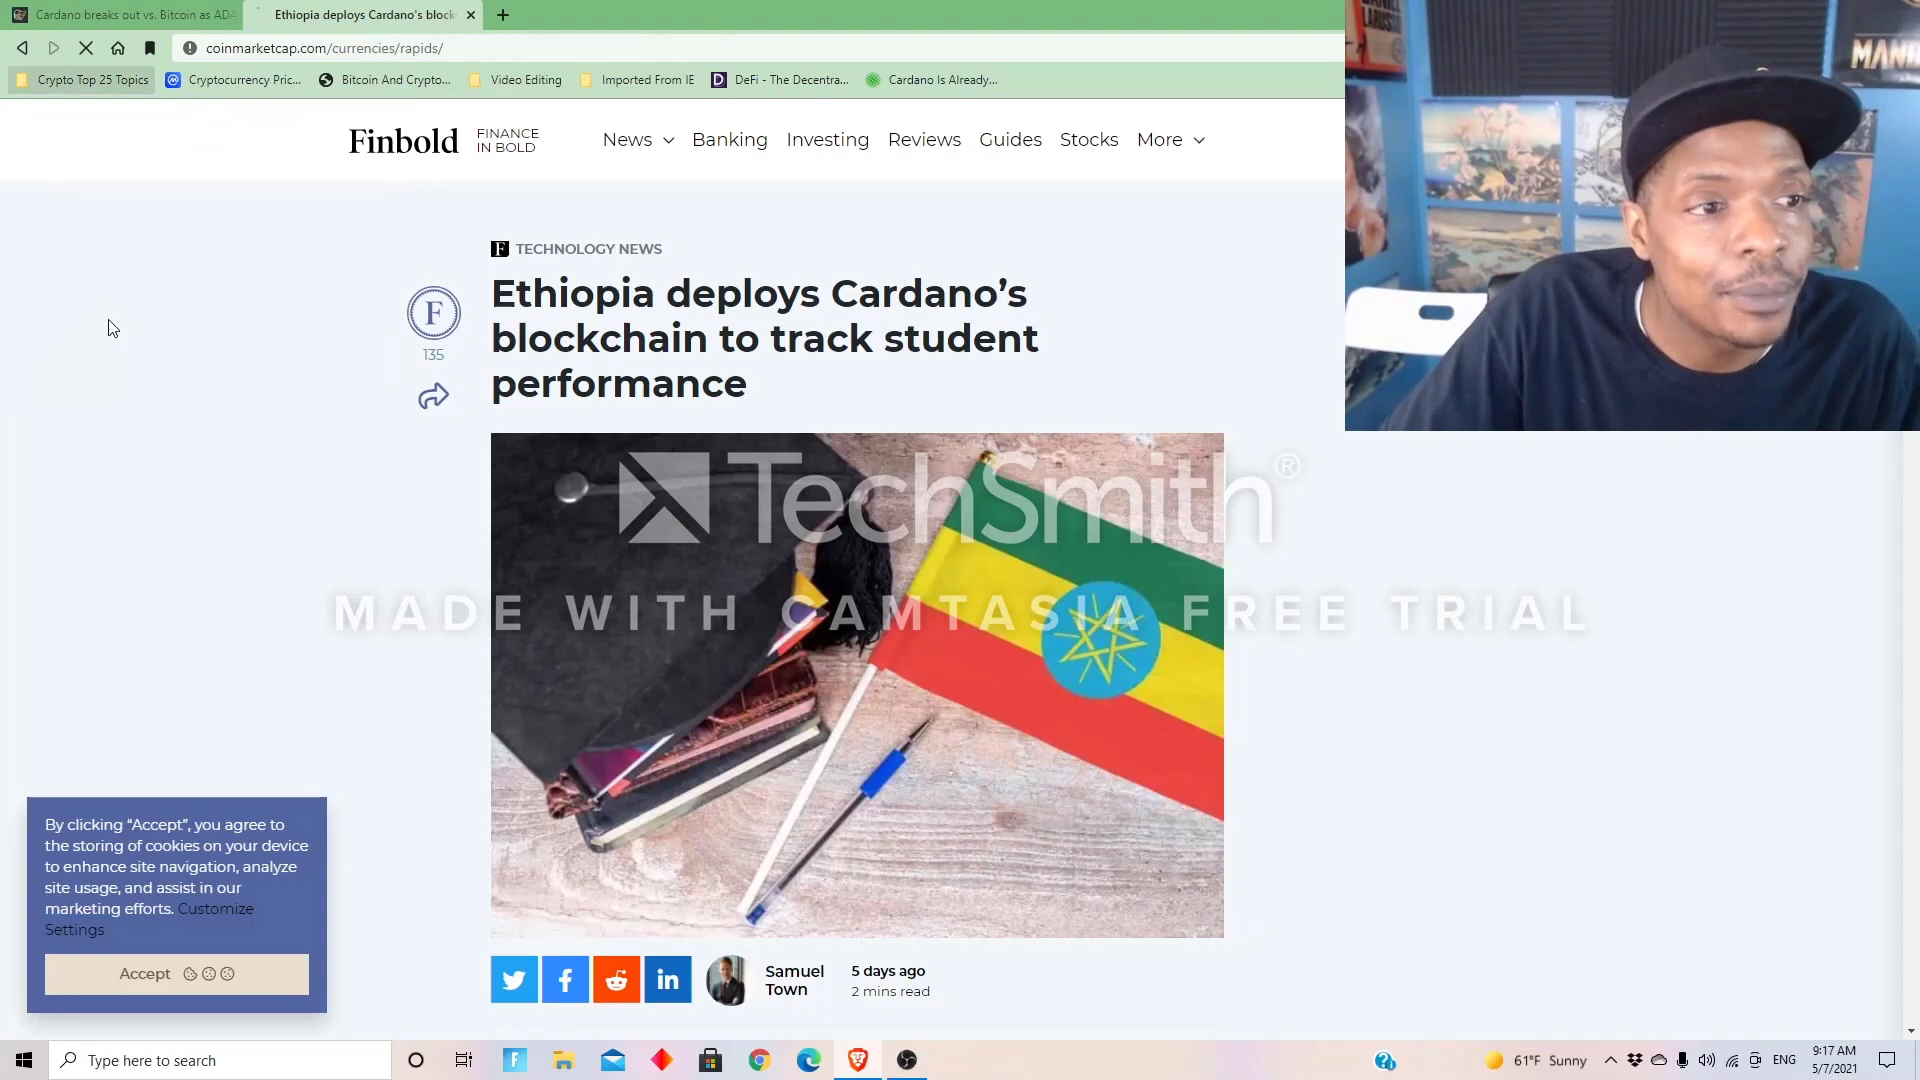 Cardano breaks out vs. Bitcoin as ADA
Ethiopia deploys Cardano's block
coinmarketcap.com/currencies/rapids/
Crypto Top 25 Topics
Cryptocurrency Pric...
Bitcoin And Crypto...
Video Editing
Imported From IE
DeFi - The Decentra...
Cardano Is Already...
Finbold
FINANCE
IN BOLD
News
Banking
Investing
Reviews
Guides
Stocks
More
F TECHNOLOGY NEWS
Ethiopia deploys Cardano’s
blockchain to track student
performance
F
135
TechSmith®
MADE WITH CAMTASIA FREE TRIAL
By clicking “Accept”, you agree to
the storing of cookies on your device
to enhance site navigation, analyze
site usage, and assist in our
marketing efforts. Customize
Settings
Accept
Samuel
Town
5 days ago
2 mins read
Type here to search
61°F Sunny
ENG
9:17 AM
5/7/2021